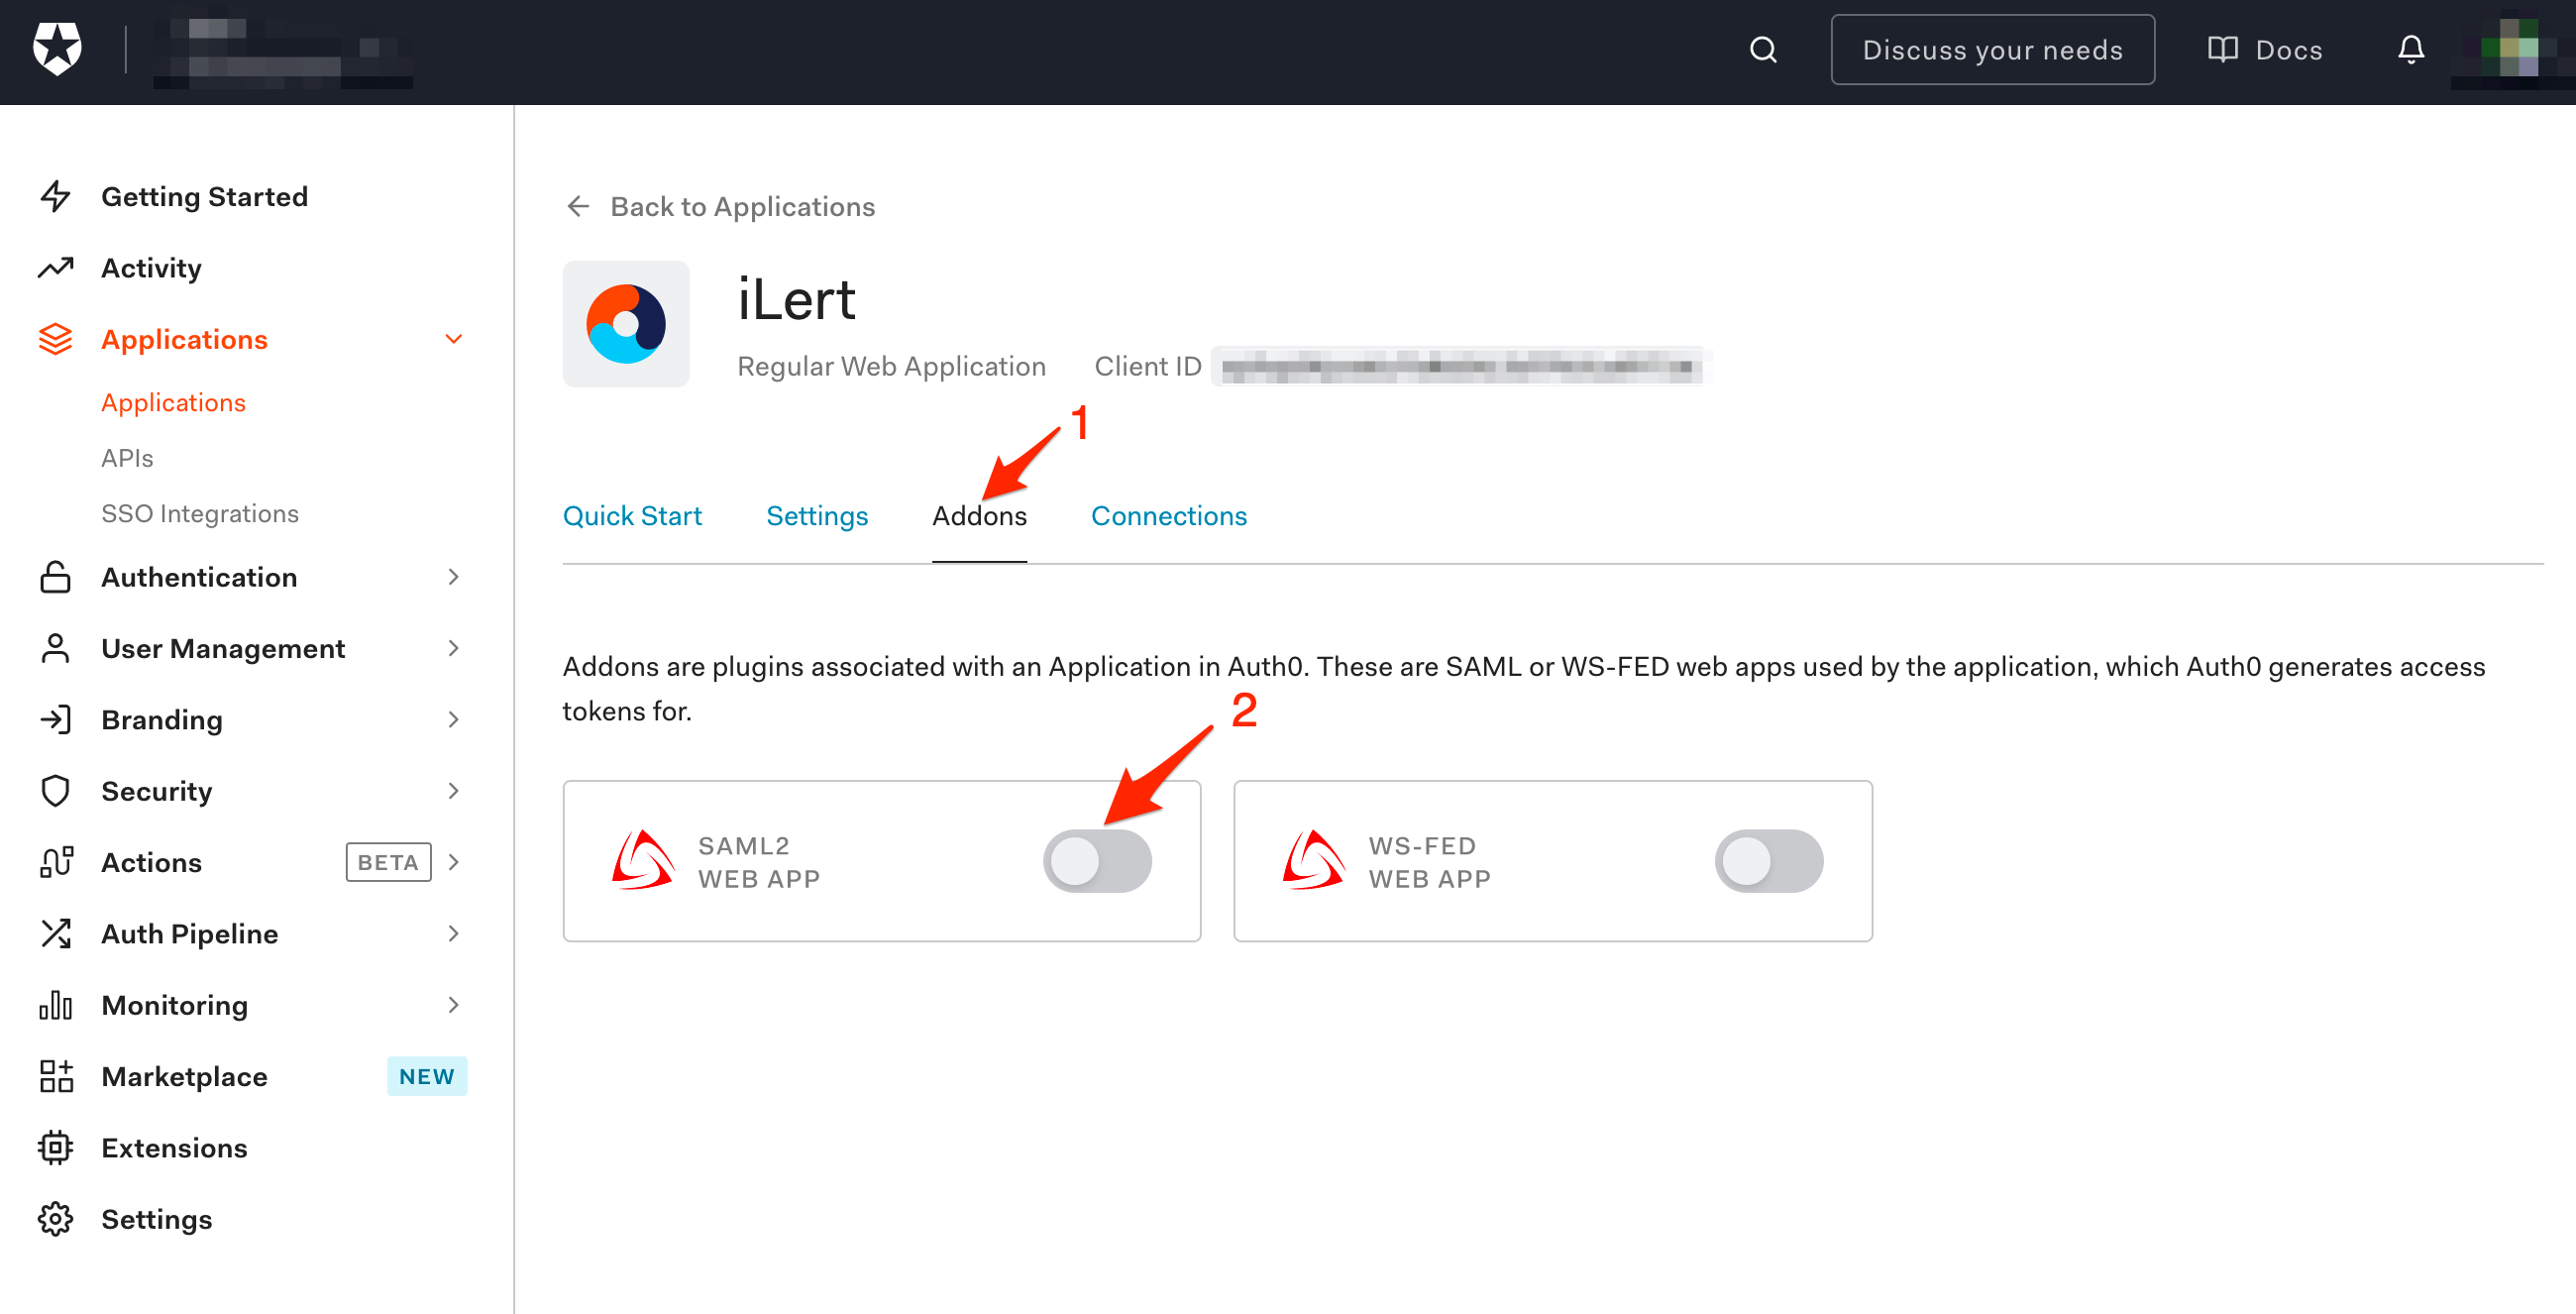 Discuss your needs
Docs
Getting Started
Activity
Applications
Applications
APIs
SSO Integrations
Authentication
User Management
Branding
Security
Actions BETA
Auth Pipeline
Monitoring
Marketplace NEW
Extensions
Settings
Back to Applications
iLert
Regular Web Application Client ID
1
Quick Start Settings Addons Connections
Addons are plugins associated with an Application in Auth0. These are SAML or WS-FED web apps used by the application, which Auth0 generates access
tokens for.
2
SAML2
WEB APP
WS-FED
WEB APP